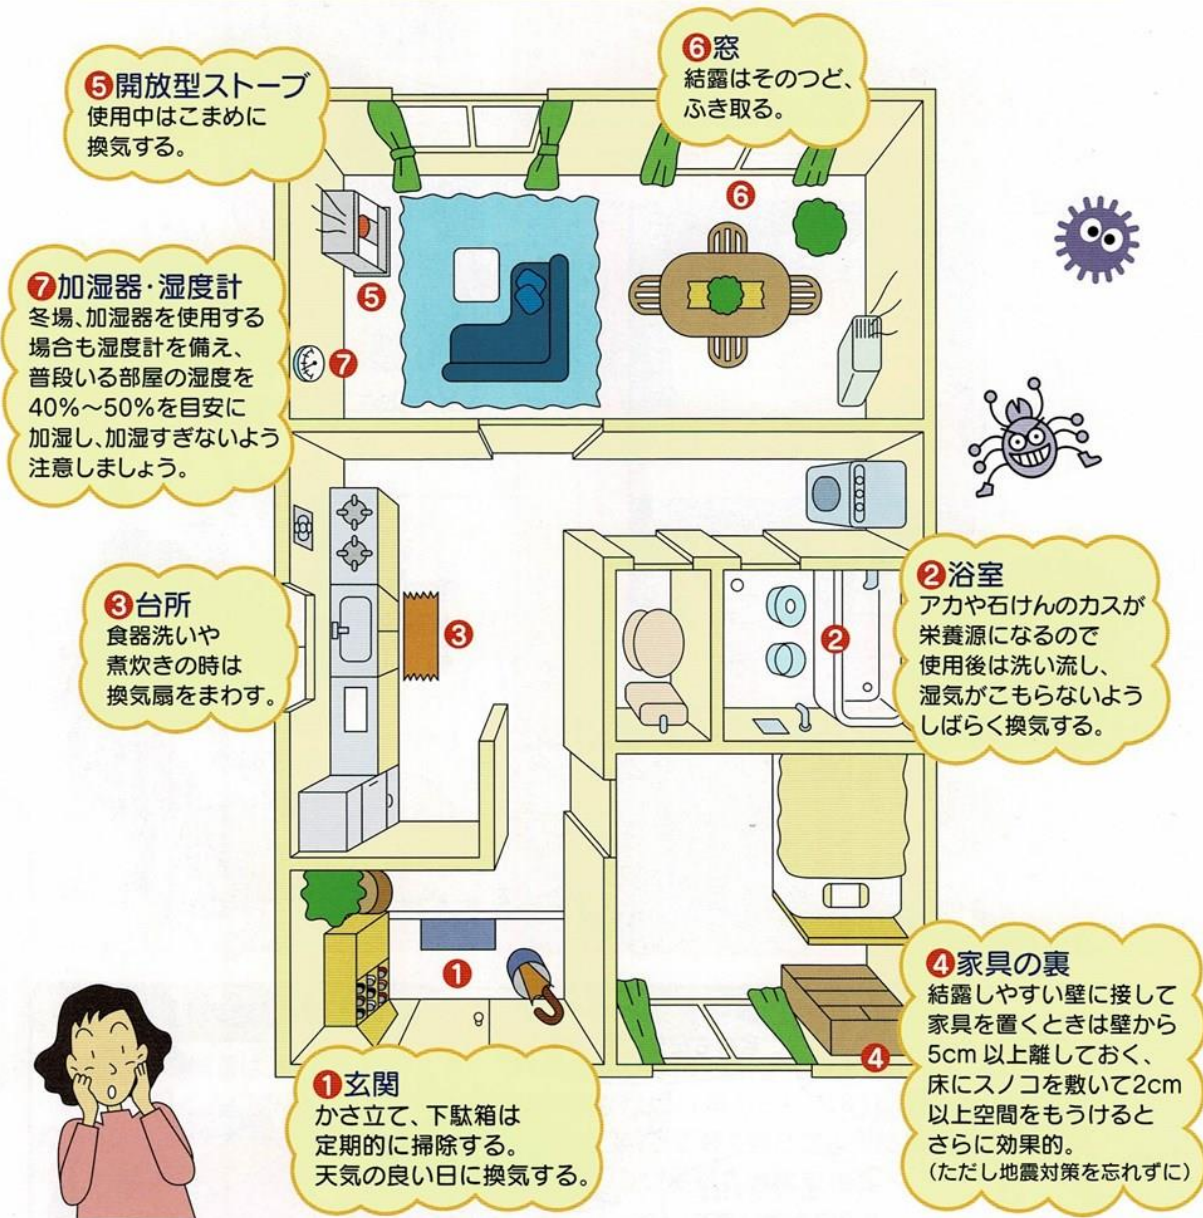 ❺開放型ストーブ
使用中はこまめに
換気する。
❻窓
結露はそのつど、
ふき取る。
❻
❺
❼加湿器・湿度計
冬場、加湿器を使用する
場合も湿度計を備え、
普段いる部屋の湿度を
40%～50%を目安に
加湿し、加湿すぎないよう
注意しましょう。
❼
❸台所
食器洗いや
煮炊きの時は
換気扇をまわす。
❸
❷
❷浴室
アカや石けんのカスが
栄養源になるので
使用後は洗い流し、
湿気がこもらないよう
しばらく換気する。
❶
❹
❹家具の裏
結露しやすい壁に接して
家具を置くときは壁から
5cm 以上離しておく、
床にスノコを敷いて2cm
以上空間をもうけると
さらに効果的。
(ただし地震対策を忘れずに)
❶玄関
かさ立て、下駄箱は
定期的に掃除する。
天気の良い日に換気する。